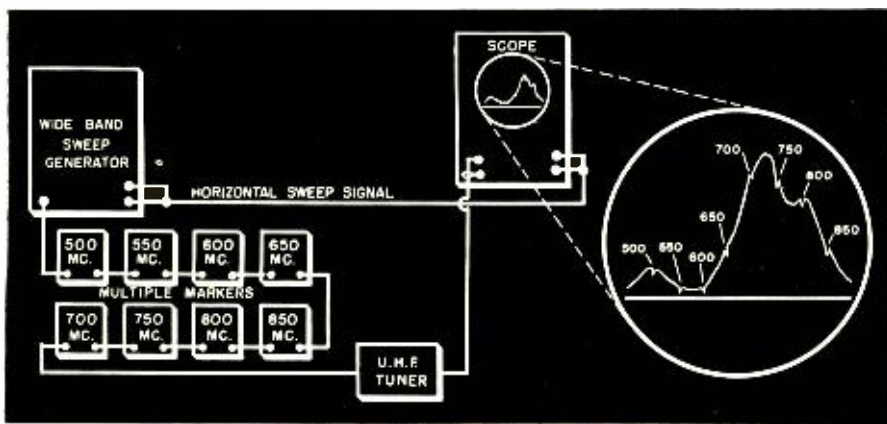 SCOPE
WIDE BAND
SWEEP
GENERATOR
HORIZONTAL SWEEP SIGNAL
500
MC.
550
MC.
600
MC.
650
MC.
MULTIPLE MARKERS
700
MC.
750
MC.
800
MC.
850
MC.
U.H.F.
TUNER
500
550
600
650
700
750
800
850